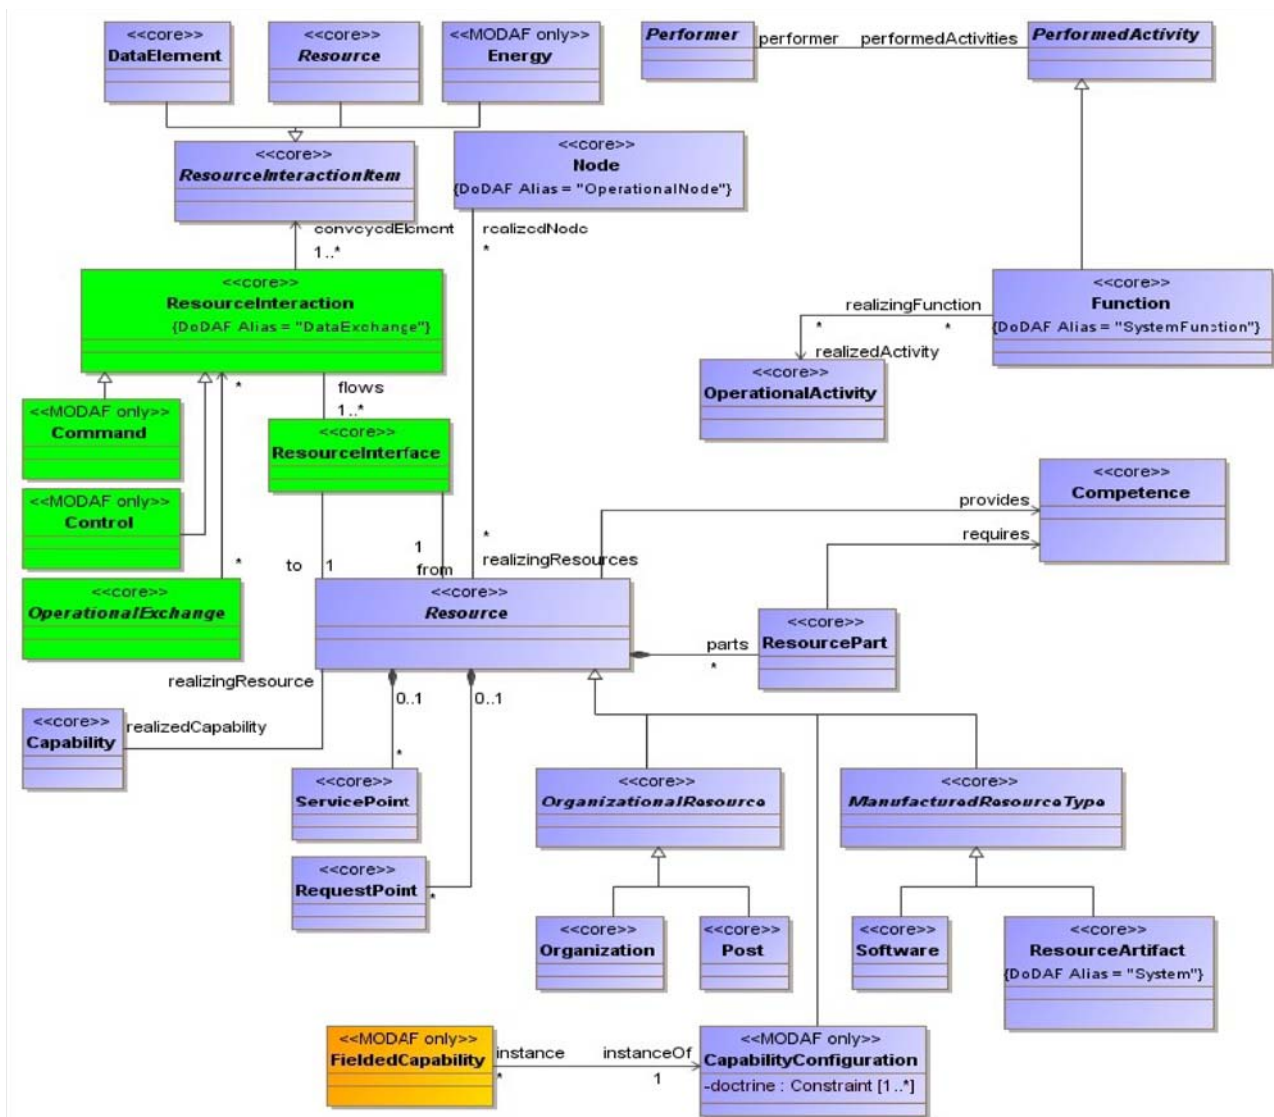 <<core>>
DataElement
<<core>>
Resource
<<MODAF only>>
Energy
Performer
performer
performedActivities
PerformedActivity
<<core>>
ResourceInteractionItem
<<core>>
Node
{DoDAF Alias = "OperationalNode"}
conveyedElement
1..*
realizedNode
*
<<core>>
ResourceInteraction
{DoDAF Alias = "DataExchange"}
<<core>>
Function
{DoDAF Alias = "SystemFunction"}
realizingFunction
*
*
realizedActivity
<<core>>
OperationalActivity
*
flows
1..*
<<MODAF only>>
Command
<<core>>
ResourceInterface
<<MODAF only>>
Control
<<core>>
Competence
provides
requires
*
realizingResources
to
1
1
from
*
<<core>>
OperationalExchange
<<core>>
Resource
parts
*
<<core>>
ResourcePart
realizingResource
0..1
0..1
<<core>>
Capability
realizedCapability
*
<<core>>
ServicePoint
<<core>>
OrganizationalResource
<<core>>
ManufacturedResourceType
<<core>>
RequestPoint
*
<<core>>
Organization
<<core>>
Post
<<core>>
Software
<<core>>
ResourceArtifact
{DoDAF Alias = "System"}
<<MODAF only>>
FieldedCapability
instance
*
instanceOf
1
<<MODAF only>>
CapabilityConfiguration
-doctrine : Constraint [1..*]